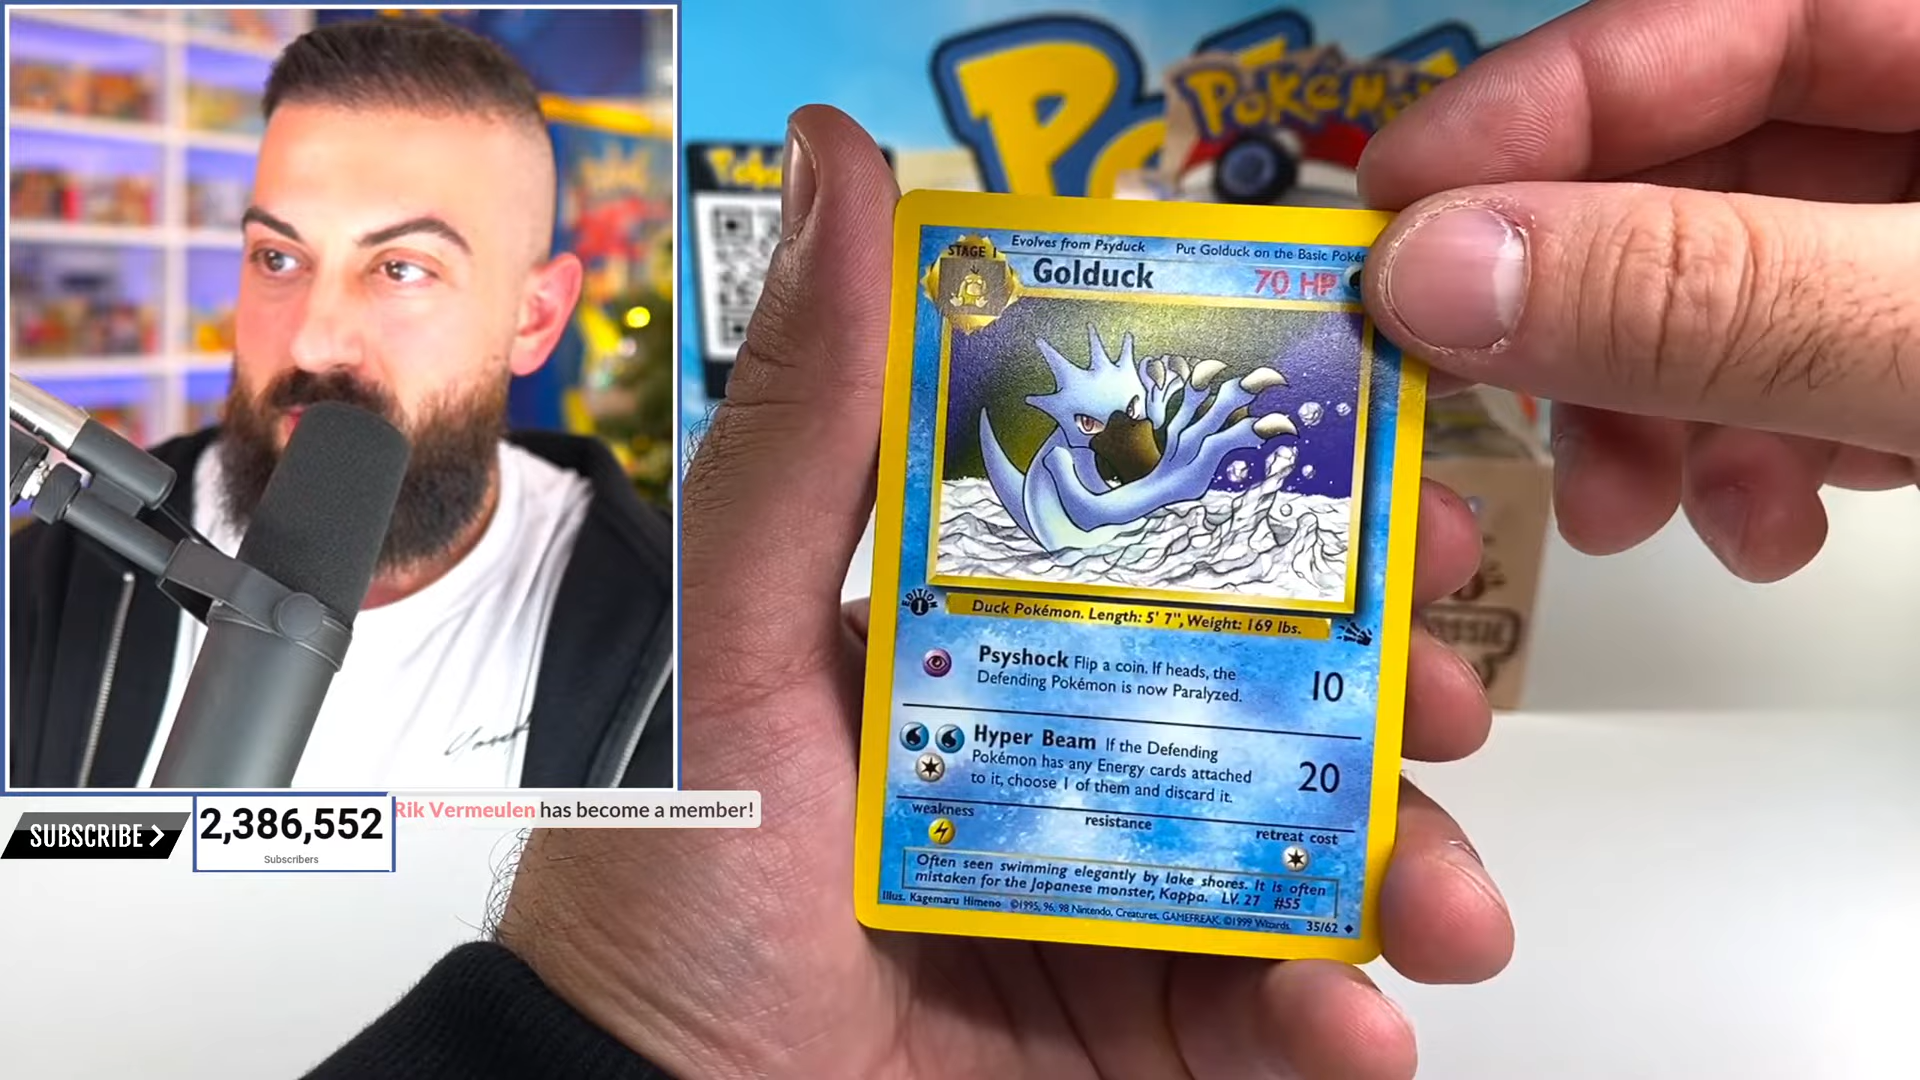 POKÉMO
Poké
STAGE 1
Evolves from Psyduck
Put Golduck on the Basic Poké
Golduck
70 HP
EDITION
1
Duck Pokémon. Length: 5' 7", Weight: 169 lbs.
Psyshock Flip a coin. If heads, the
Defending Pokémon is now Paralyzed.
10
Hyper Beam If the Defending
Pokémon has any Energy cards attached
to it, choose 1 of them and discard it.
20
weakness
resistance
retreat cost
Often seen swimming elegantly by lake shores. It is often
mistaken for the Japanese monster, Kappa. LV. 27 #55
Illus. Kagemaru Himeno ©1995, 96, 98 Nintendo, Creatures, GAMEFREAK. ©1999 Wizards. 35/62
Rik Vermeulen has become a member!
SUBSCRIBE
2,386,552
Subscribers